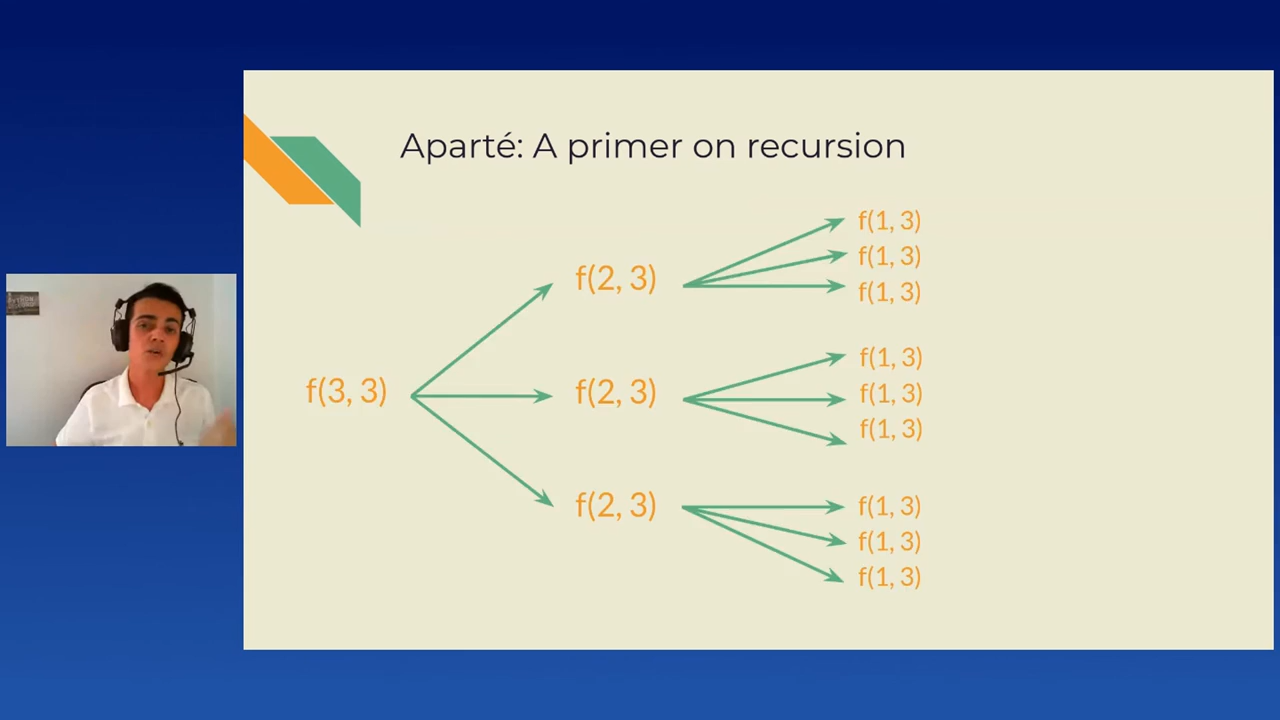 Aparté: A primer on recursion
f(3, 3)
f(2, 3)
f(1, 3)
f(1, 3)
f(1, 3)
f(2, 3)
f(1, 3)
f(1, 3)
f(1, 3)
f(2, 3)
f(1, 3)
f(1, 3)
f(1, 3)